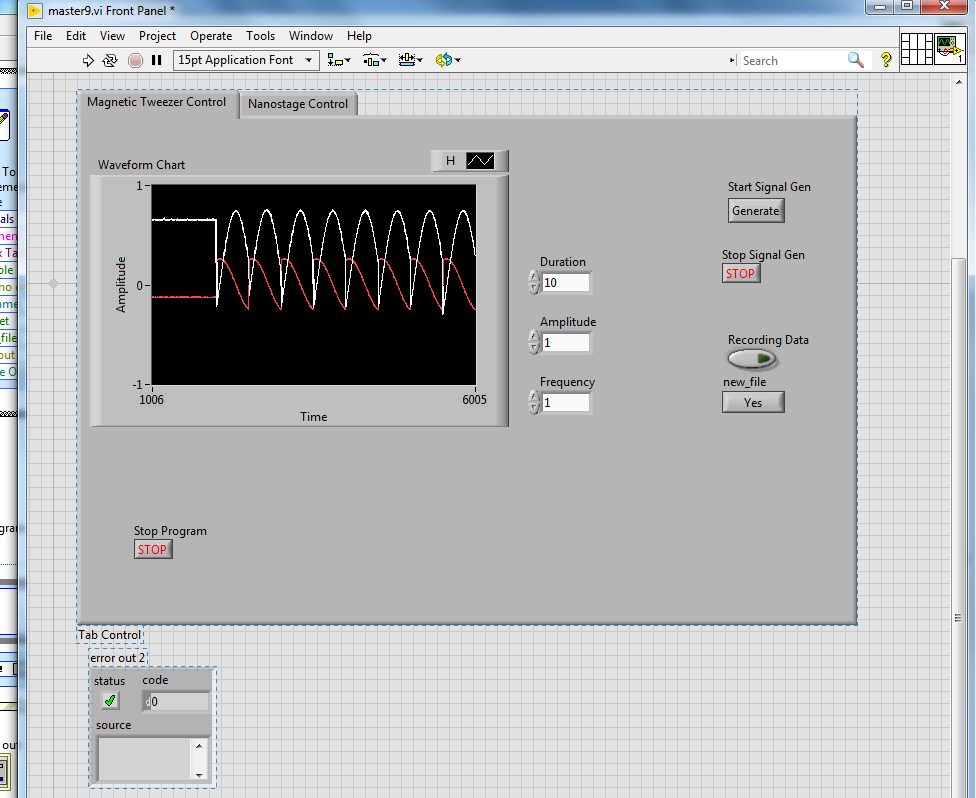 master9.vi Front Panel *
File Edit View Project Operate Tools Window Help
15pt Application Font
Search
?
1
Magnetic Tweezer Control
Nanostage Control
Waveform Chart
H
Amplitude
1
0
-1
1006
6005
Time
Duration
10
Amplitude
1
Frequency
1
Start Signal Gen
Generate
Stop Signal Gen
STOP
Recording Data
new_file
Yes
Stop Program
STOP
Tab Control
error out 2
status
code
0
source
To